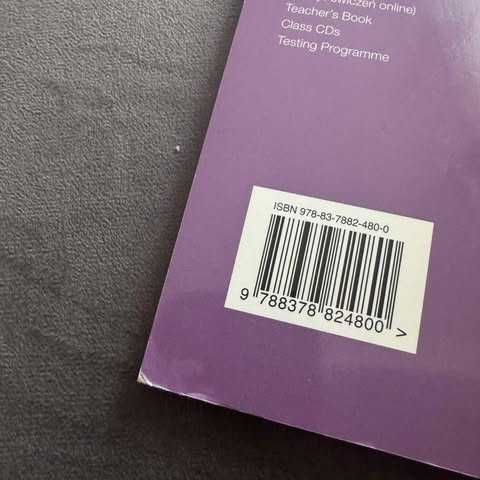 ćwiczeń online)
Teacher's Book
Class CDs
Testing Programme
ISBN 978-83-7882-480-0
9 788378 824800 >